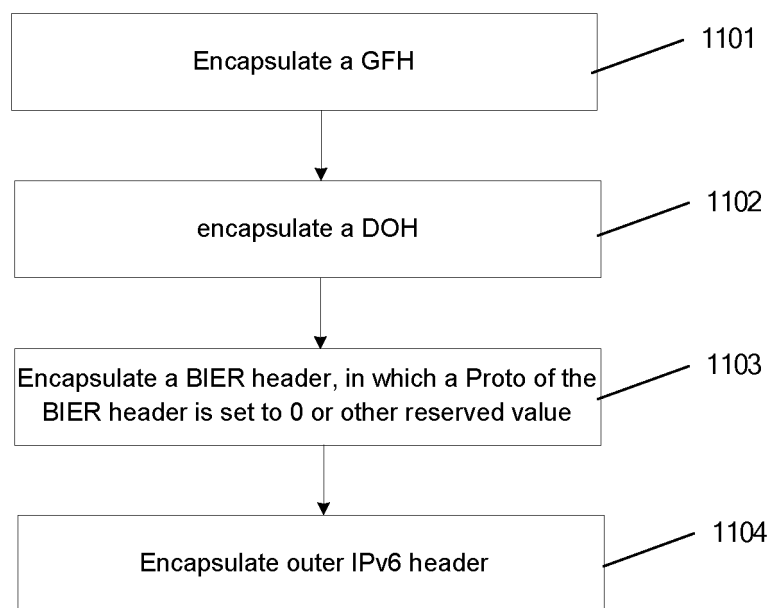 Encapsulate a GFH
1101
encapsulate a DOH
1102
Encapsulate a BIER header, in which a Proto of the
BIER header is set to 0 or other reserved value
1103
Encapsulate outer IPv6 header
1104